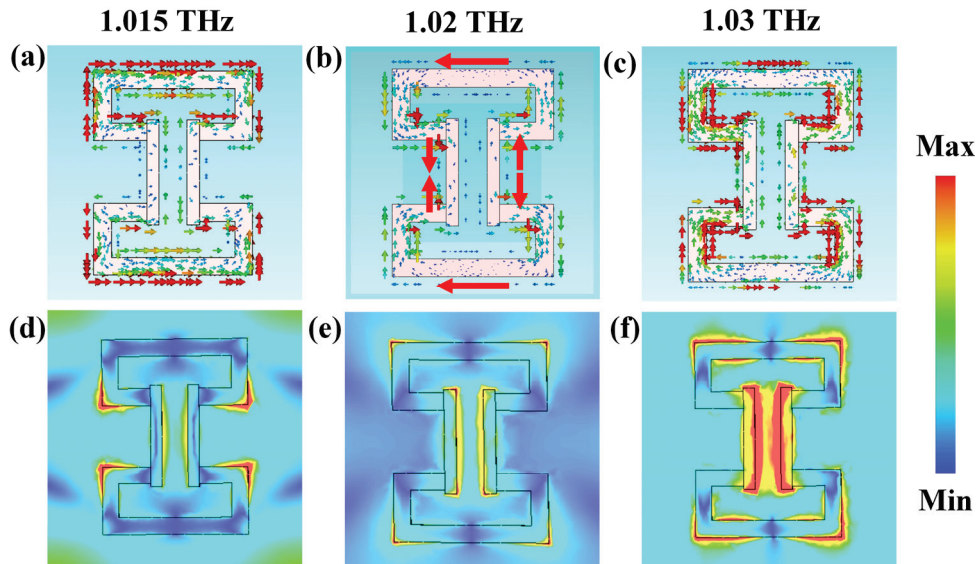 1.015 THz 1.02 THz 1.03 THz
(a) (b) (c)
Max
(d) (e) (f)
Min